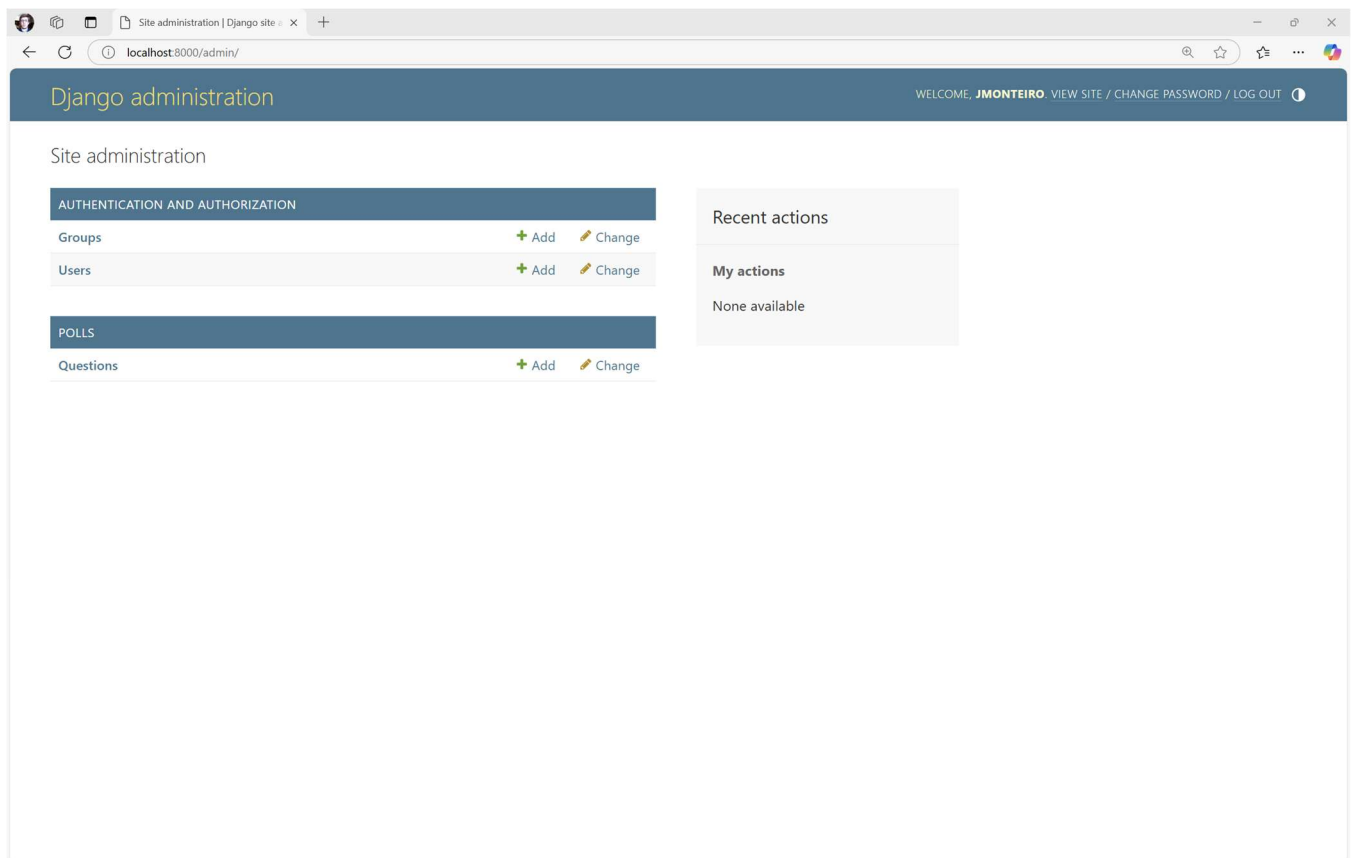 Site administration | Django site a
localhost:8000/admin/
Django administration
WELCOME, JMONTEIRO. VIEW SITE / CHANGE PASSWORD / LOG OUT
Site administration
AUTHENTICATION AND AUTHORIZATION
Groups Add Change
Users Add Change
POLLS
Questions Add Change
Recent actions
My actions
None available